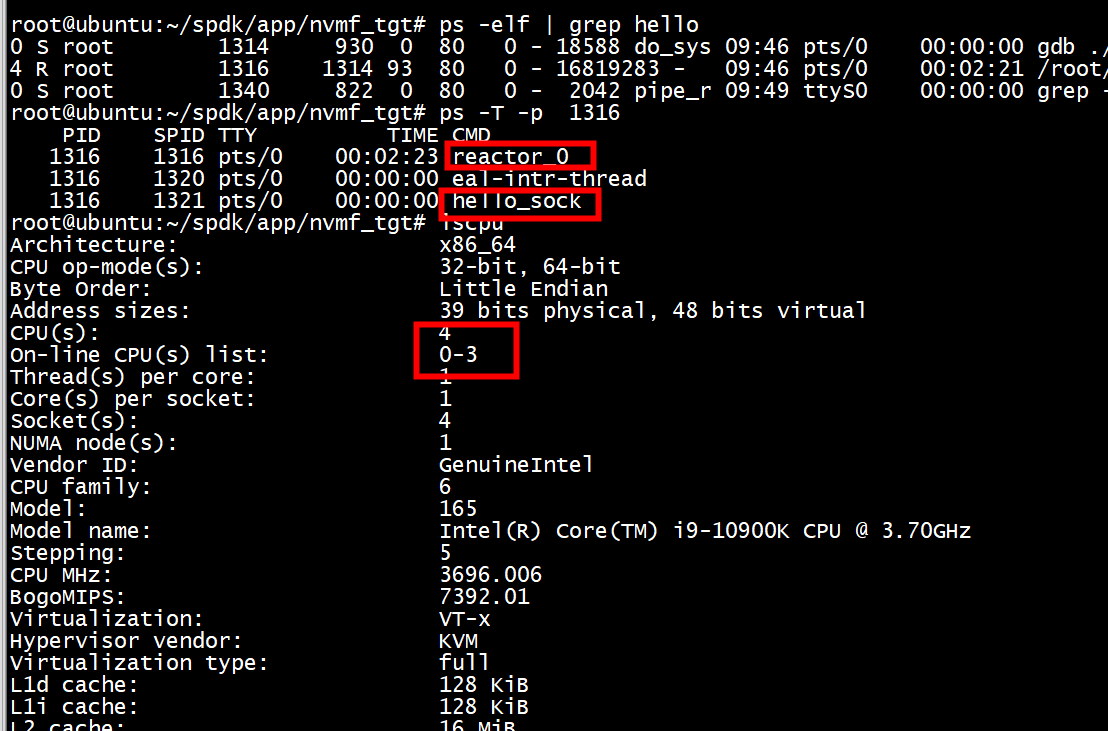 root@ubuntu:~/spdk/app/nvmf_tgt# ps -elf | grep hello
0 S root 1314 930 0 80 0 - 18588 do_sys 09:46 pts/0 00:00:00 gdb ./
4 R root 1316 1314 93 80 0 - 16819283 - 09:46 pts/0 00:02:21 /root/
0 S root 1340 822 0 80 0 - 2042 pipe_r 09:49 ttyS0 00:00:00 grep -
root@ubuntu:~/spdk/app/nvmf_tgt# ps -T -p 1316
PID SPID TTY TIME CMD
1316 1316 pts/0 00:02:23 reactor_0
1316 1320 pts/0 00:00:00 eal-intr-thread
1316 1321 pts/0 00:00:00 hello_sock
root@ubuntu:~/spdk/app/nvmf_tgt# lscpu
Architecture: x86_64
CPU op-mode(s): 32-bit, 64-bit
Byte Order: Little Endian
Address sizes: 39 bits physical, 48 bits virtual
CPU(s): 4
On-line CPU(s) list: 0-3
Thread(s) per core: 1
Core(s) per socket: 1
Socket(s): 4
NUMA node(s): 1
Vendor ID: GenuineIntel
CPU family: 6
Model: 165
Model name: Intel(R) Core(TM) i9-10900K CPU @ 3.70GHz
Stepping: 5
CPU MHz: 3696.006
BogoMIPS: 7392.01
Virtualization: VT-x
Hypervisor vendor: KVM
Virtualization type: full
L1d cache: 128 KiB
L1i cache: 128 KiB
L2 cache: 16 MiB